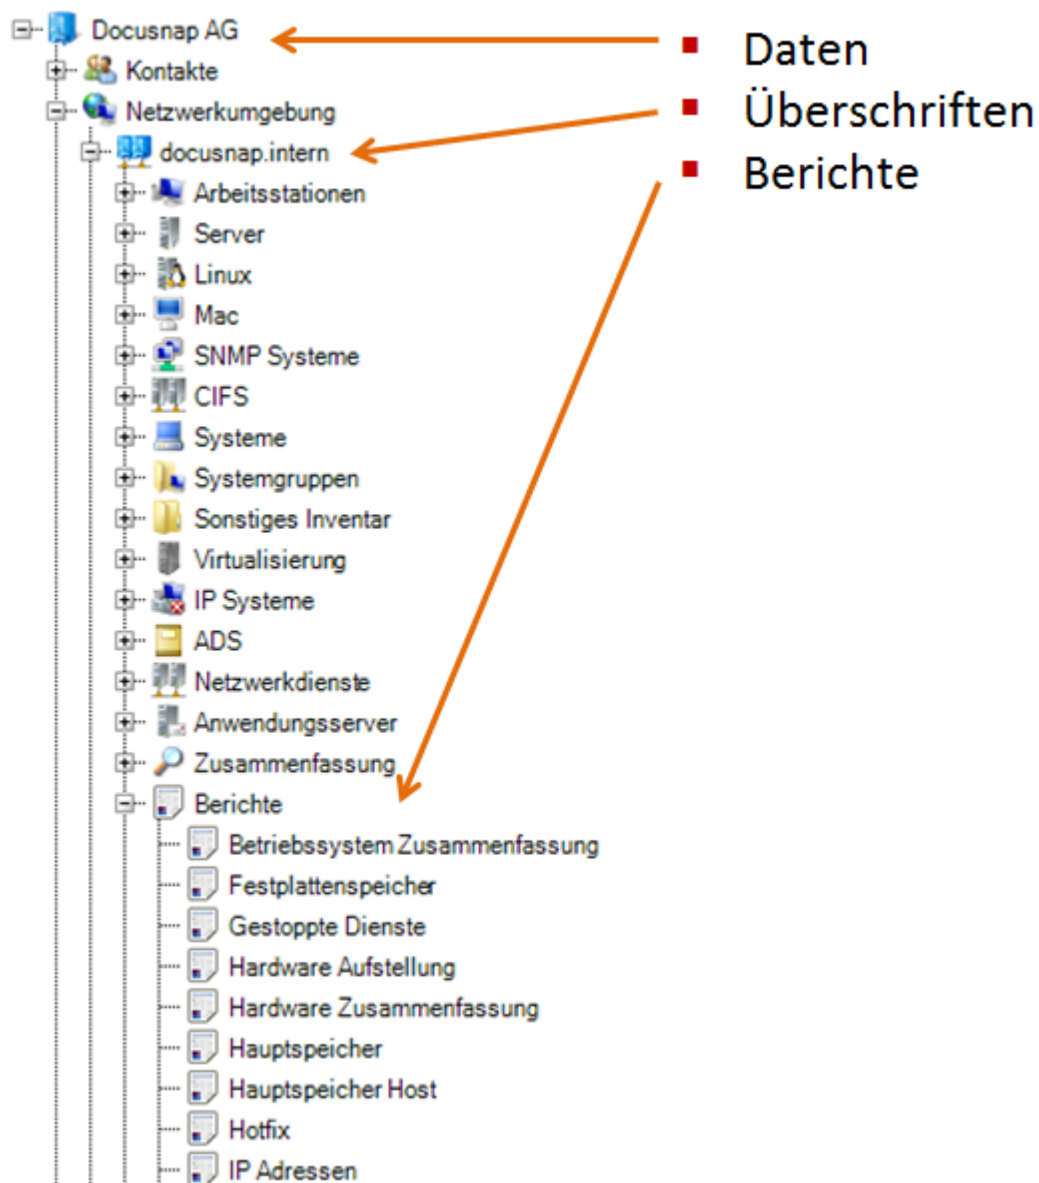 Docusnap AG
Kontakte
Netzwerkumgebung
docusnap.intern
Arbeitsstationen
Server
Linux
Mac
SNMP Systeme
CIFS
Systeme
Systemgruppen
Sonstiges Inventar
Virtualisierung
IP Systeme
ADS
Netzwerkdienste
Anwendungsserver
Zusammenfassung
Berichte
Betriebssystem Zusammenfassung
Festplattenspeicher
Gestoppte Dienste
Hardware Aufstellung
Hardware Zusammenfassung
Hauptspeicher
Hauptspeicher Host
Hotfix
IP Adressen
Daten
Überschriften
Berichte